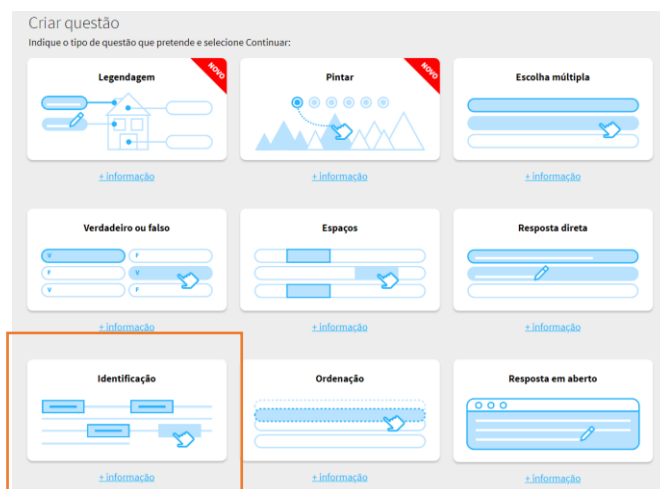 Criar questão
Indique o tipo de questão que pretende e selecione Continuar:
Legendagem
NOVO
Pintar
NOVO
Escolha múltipla
+ informação
+ informação
+ informação
Verdadeiro ou falso
V
F
F
V
V
F
Espaços
Resposta direta
+ informação
+ informação
+ informação
Identificação
Ordenação
Resposta em aberto
+ informação
+ informação
+ informação